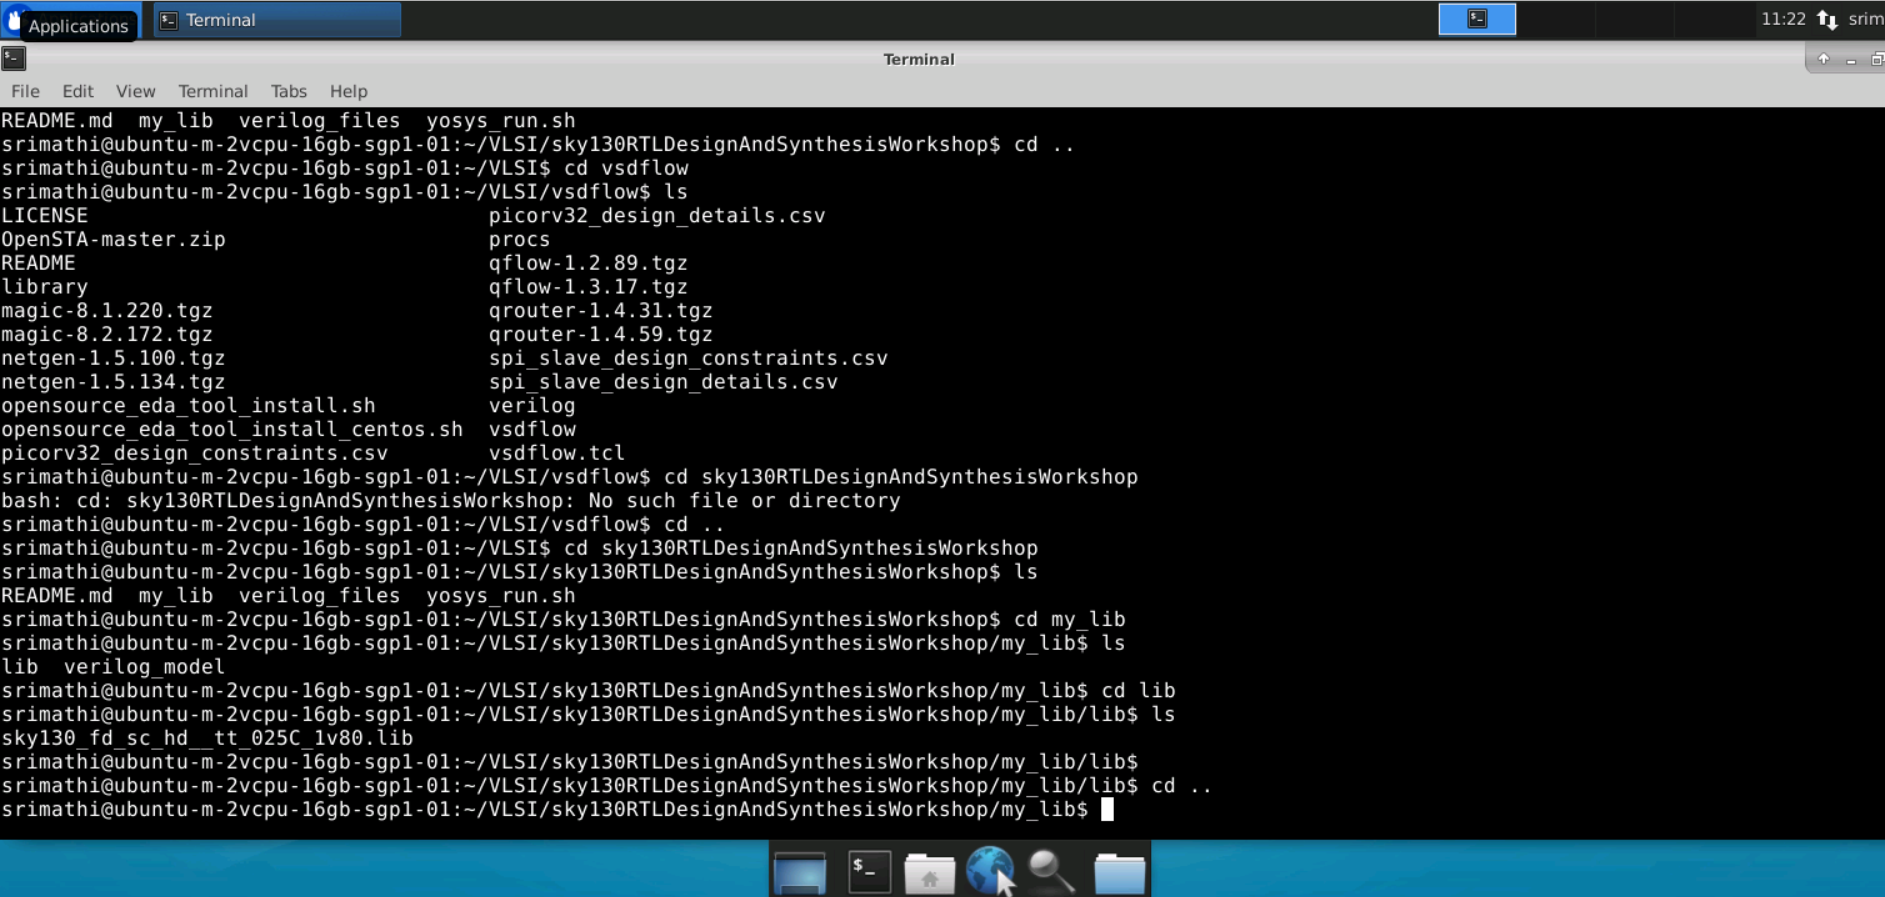 Applications
Terminal
11:22 srim
Terminal
File Edit View Terminal Tabs Help
README.md  my_lib  verilog_files  yosys_run.sh
srimathi@ubuntu-m-2vcpu-16gb-sgp1-01:~/VLSI/sky130RTLDesignAndSynthesisWorkshop$ cd ..
srimathi@ubuntu-m-2vcpu-16gb-sgp1-01:~/VLSI$ cd vsdflow
srimathi@ubuntu-m-2vcpu-16gb-sgp1-01:~/VLSI/vsdflow$ ls
LICENSE                                picorv32_design_details.csv
OpenSTA-master.zip                     procs
README                                 qflow-1.2.89.tgz
library                                qflow-1.3.17.tgz
magic-8.1.220.tgz                      qrouter-1.4.31.tgz
magic-8.2.172.tgz                      qrouter-1.4.59.tgz
netgen-1.5.100.tgz                     spi_slave_design_constraints.csv
netgen-1.5.134.tgz                     spi_slave_design_details.csv
opensource_eda_tool_install.sh         verilog
opensource_eda_tool_install_centos.sh  vsdflow
picorv32_design_constraints.csv        vsdflow.tcl
srimathi@ubuntu-m-2vcpu-16gb-sgp1-01:~/VLSI/vsdflow$ cd sky130RTLDesignAndSynthesisWorkshop
bash: cd: sky130RTLDesignAndSynthesisWorkshop: No such file or directory
srimathi@ubuntu-m-2vcpu-16gb-sgp1-01:~/VLSI/vsdflow$ cd ..
srimathi@ubuntu-m-2vcpu-16gb-sgp1-01:~/VLSI$ cd sky130RTLDesignAndSynthesisWorkshop
srimathi@ubuntu-m-2vcpu-16gb-sgp1-01:~/VLSI/sky130RTLDesignAndSynthesisWorkshop$ ls
README.md  my_lib  verilog_files  yosys_run.sh
srimathi@ubuntu-m-2vcpu-16gb-sgp1-01:~/VLSI/sky130RTLDesignAndSynthesisWorkshop$ cd my_lib
srimathi@ubuntu-m-2vcpu-16gb-sgp1-01:~/VLSI/sky130RTLDesignAndSynthesisWorkshop/my_lib$ ls
lib  verilog_model
srimathi@ubuntu-m-2vcpu-16gb-sgp1-01:~/VLSI/sky130RTLDesignAndSynthesisWorkshop/my_lib$ cd lib
srimathi@ubuntu-m-2vcpu-16gb-sgp1-01:~/VLSI/sky130RTLDesignAndSynthesisWorkshop/my_lib/lib$ ls
sky130_fd_sc_hd__tt_025C_1v80.lib
srimathi@ubuntu-m-2vcpu-16gb-sgp1-01:~/VLSI/sky130RTLDesignAndSynthesisWorkshop/my_lib/lib$
srimathi@ubuntu-m-2vcpu-16gb-sgp1-01:~/VLSI/sky130RTLDesignAndSynthesisWorkshop/my_lib/lib$ cd ..
srimathi@ubuntu-m-2vcpu-16gb-sgp1-01:~/VLSI/sky130RTLDesignAndSynthesisWorkshop/my_lib$